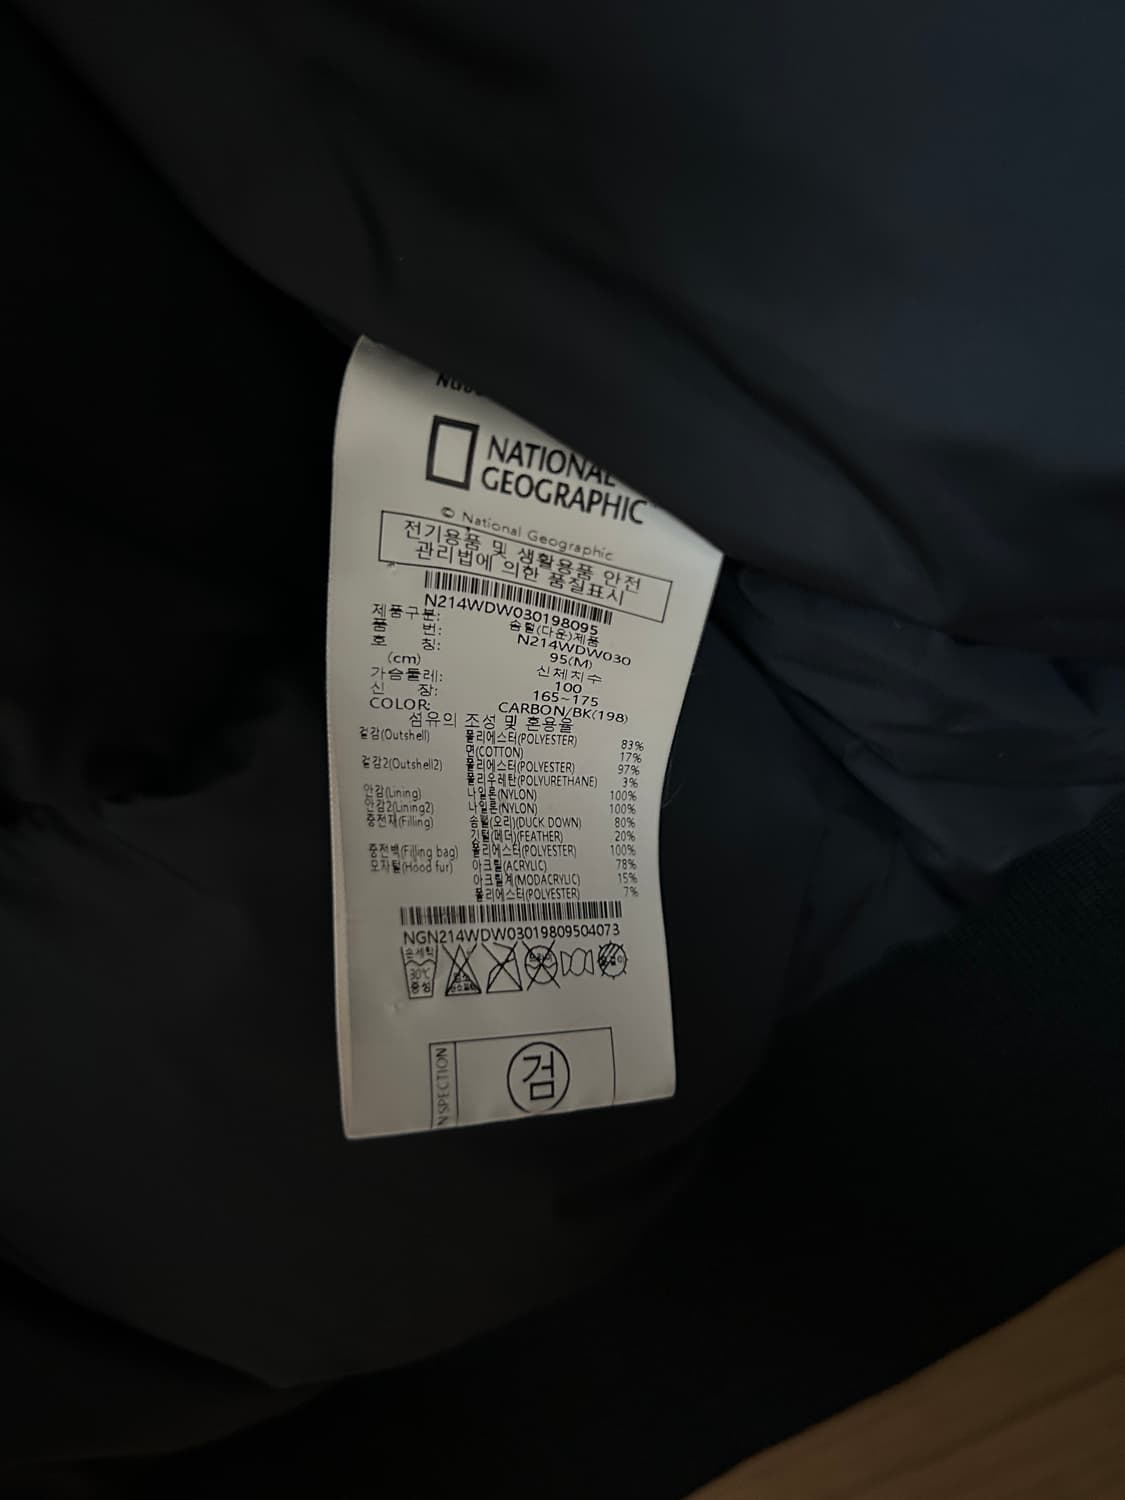 NATIONAL
GEOGRAPHIC
© National Geographic
전기용품 및 생활용품 안전
관리법에 의한 품질표시
N214WDW030198095
제품구분: 솜털(다운)제품
품 번: N214WDW030
호 칭: 95(M)
(cm) 신체치수
가슴둘레: 100
신 장: 165~175
COLOR: CARBON/BK(198)
섬유의 조성 및 혼용율
겉감(Outshell) 폴리에스터(POLYESTER) 83%
면(COTTON) 17%
겉감2(Outshell2) 폴리에스터(POLYESTER) 97%
폴리우레탄(POLYURETHANE) 3%
안감(Lining) 나일론(NYLON) 100%
안감2(Lining2) 나일론(NYLON) 100%
충전재(Filling) 솜털(오리)(DUCK DOWN) 80%
깃털(페더)(FEATHER) 20%
충전백(Filling bag) 폴리에스터(POLYESTER) 100%
모자털(Hood fur) 아크릴(ACRYLIC) 78%
아크릴계(MODACRYLIC) 15%
폴리에스터(POLYESTER) 7%
NGN214WDW03019809504073
손세탁
30℃
중성
드라이
검
NSPECTION